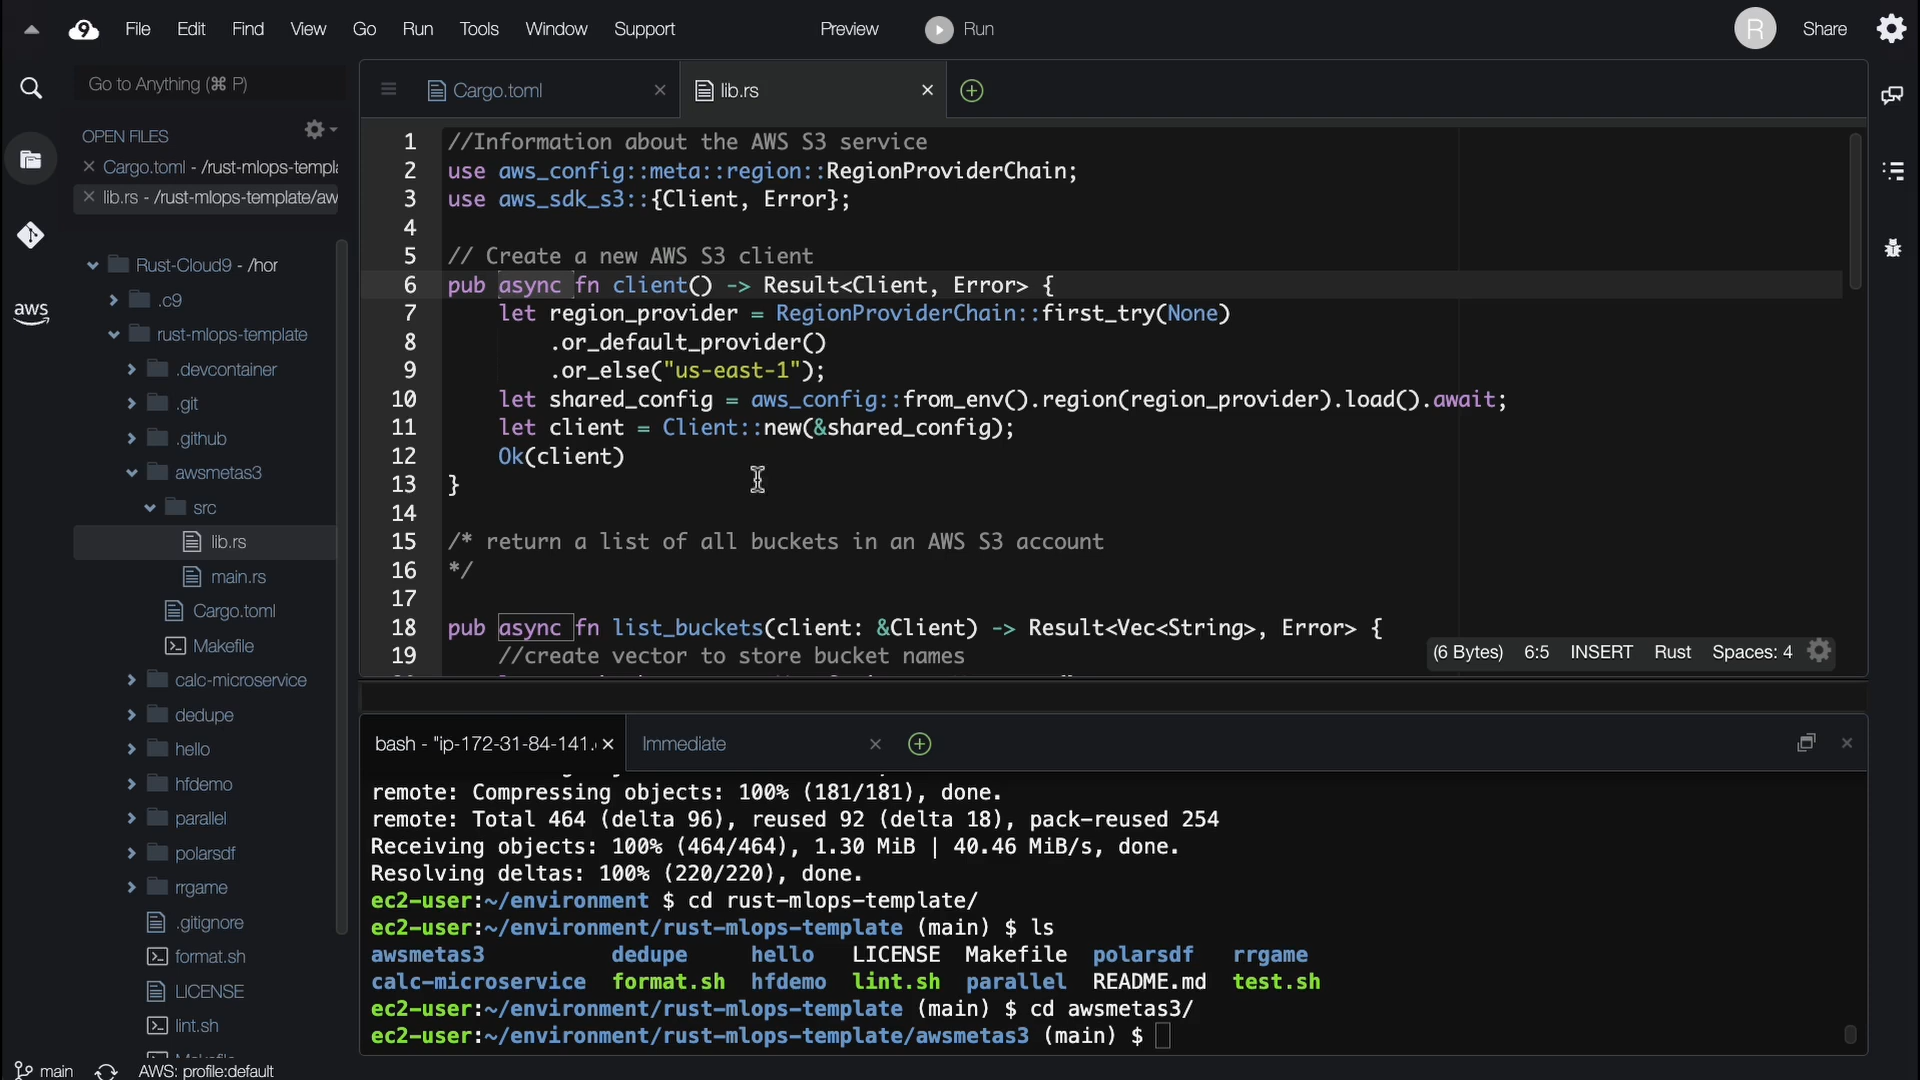 9 File Edit Find View Go Run Tools Window Support Preview Run R Share
Go to Anything (⌘ P)
OPEN FILES
Cargo.toml - /rust-mlops-templa
lib.rs - /rust-mlops-template/aw
aws
Rust-Cloud9 - /hor
.c9
rust-mlops-template
.devcontainer
.git
.github
awsmetas3
src
lib.rs
main.rs
Cargo.toml
Makefile
calc-microservice
dedupe
hello
hfdemo
parallel
polarsdf
rrgame
.gitignore
format.sh
LICENSE
lint.sh
Makefile
main AWS: profile:default
Cargo.toml lib.rs
1 //Information about the AWS S3 service
2 use aws_config::meta::region::RegionProviderChain;
3 use aws_sdk_s3::{Client, Error};
4
5 // Create a new AWS S3 client
6 pub async fn client() -> Result<Client, Error> {
7 let region_provider = RegionProviderChain::first_try(None)
8 .or_default_provider()
9 .or_else("us-east-1");
10 let shared_config = aws_config::from_env().region(region_provider).load().await;
11 let client = Client::new(&shared_config);
12 Ok(client)
13 }
14
15 /* return a list of all buckets in an AWS S3 account
16 */
17
18 pub async fn list_buckets(client: &Client) -> Result<Vec<String>, Error> {
19 //create vector to store bucket names
(6 Bytes) 6:5 INSERT Rust Spaces: 4
bash - "ip-172-31-84-141. Immediate
remote: Compressing objects: 100% (181/181), done.
remote: Total 464 (delta 96), reused 92 (delta 18), pack-reused 254
Receiving objects: 100% (464/464), 1.30 MiB | 40.46 MiB/s, done.
Resolving deltas: 100% (220/220), done.
ec2-user:~/environment $ cd rust-mlops-template/
ec2-user:~/environment/rust-mlops-template (main) $ ls
awsmetas3 dedupe hello LICENSE Makefile polarsdf rrgame
calc-microservice format.sh hfdemo lint.sh parallel README.md test.sh
ec2-user:~/environment/rust-mlops-template (main) $ cd awsmetas3/
ec2-user:~/environment/rust-mlops-template/awsmetas3 (main) $